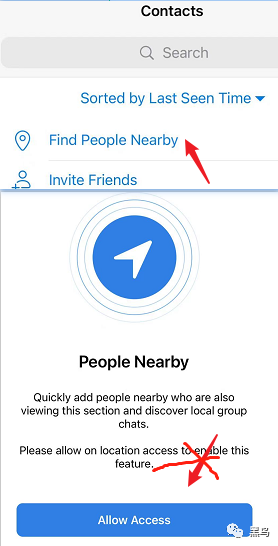 Contacts
Search
Sorted by Last Seen Time
Find People Nearby
Invite Friends
People Nearby
Quickly add people nearby who are also
viewing this section and discover local group
chats.
Please allow on location access to enable this
feature.
Allow Access
黑鸟